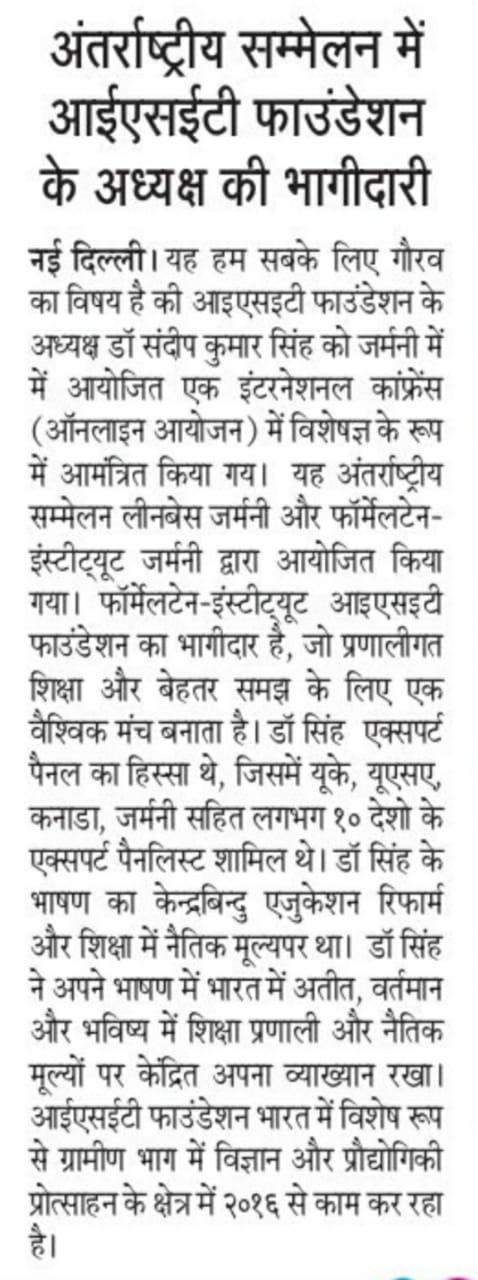 अंतर्राष्ट्रीय सम्मेलन में
आईएसईटी फाउंडेशन
के अध्यक्ष की भागीदारी
नई दिल्ली। यह हम सबके लिए गौरव
का विषय है की आइएसइटी फाउंडेशन के
अध्यक्ष डॉ संदीप कुमार सिंह को जर्मनी में
में आयोजित एक इंटरनेशनल कांफ्रेंस
(ऑनलाइन आयोजन) में विशेषज्ञ के रूप
में आमंत्रित किया गय। यह अंतर्राष्ट्रीय
सम्मेलन लीनबेस जर्मनी और फॉर्मेलटेन-
इंस्टीट्यूट जर्मनी द्वारा आयोजित किया
गया। फॉर्मेलटेन-इंस्टीट्यूट आइएसइटी
फाउंडेशन का भागीदार है, जो प्रणालीगत
शिक्षा और बेहतर समझ के लिए एक
वैश्विक मंच बनाता है। डॉ सिंह एक्सपर्ट
पैनल का हिस्सा थे, जिसमें यूके, यूएसए,
कनाडा, जर्मनी सहित लगभग १० देशो के
एक्सपर्ट पैनलिस्ट शामिल थे। डॉ सिंह के
भाषण का केन्द्रबिन्दु एजुकेशन रिफार्म
और शिक्षा में नैतिक मूल्यपर था। डॉ सिंह
ने अपने भाषण में भारत में अतीत, वर्तमान
और भविष्य में शिक्षा प्रणाली और नैतिक
मूल्यों पर केंद्रित अपना व्याख्यान रखा।
आईएसईटी फाउंडेशन भारत में विशेष रूप
से ग्रामीण भाग में विज्ञान और प्रौद्योगिकी
प्रोत्साहन के क्षेत्र में २०१६ से काम कर रहा
है।